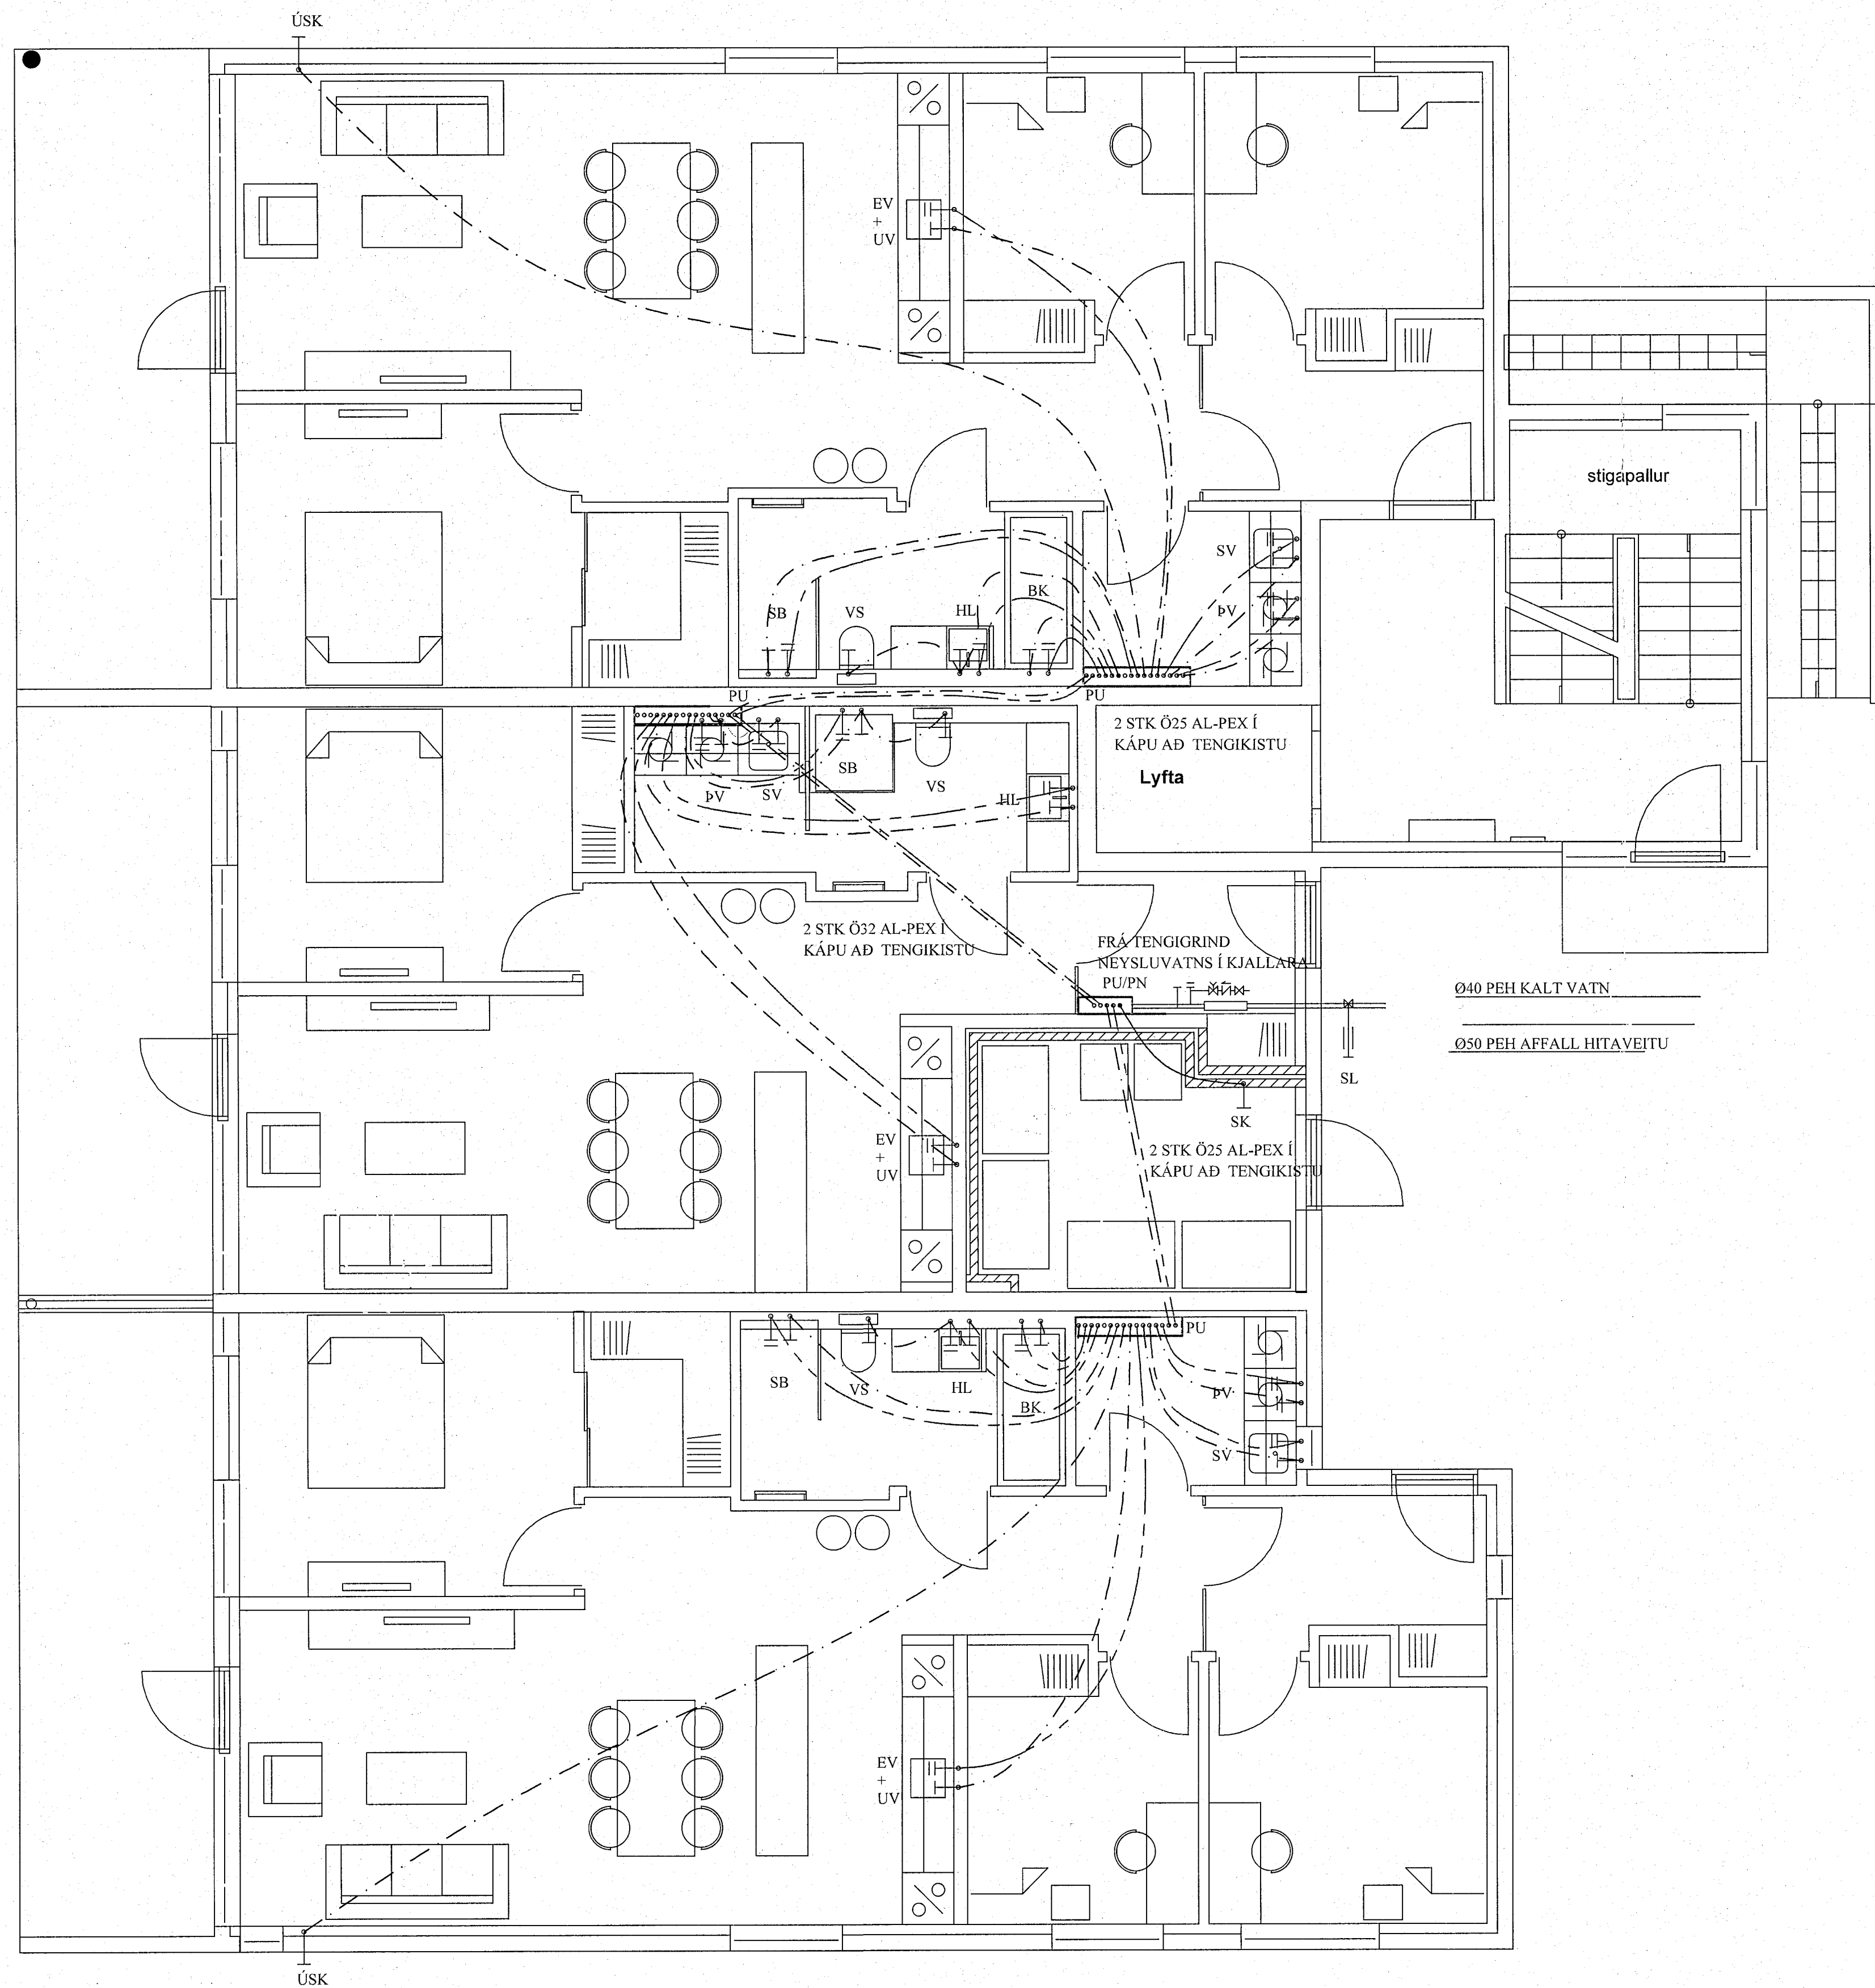 ÚSK
EV
+
UV
stigapallur
SV
BK
SB
VS
HL
ÞV
PU
PU
2 STK Ö25 AL-PEX Í
KÁPU AÐ TENGIKISTU
Lyfta
SB
VS
HL
ÞV
SV
2 STK Ö32 AL-PEX Í
KÁPU AÐ TENGIKISTU
FRÁ TENGIGRIND
NEYSLUVATNS Í KJALLARA
PU/PN
Ø40 PEH KALT VATN
Ø50 PEH AFFALL HITAVEITU
SL
SK
EV
+
UV
2 STK Ö25 AL-PEX Í
KÁPU AÐ TENGIKISTU
PU
SB
VS
HL
BK
ÞV
SV
EV
+
UV
ÚSK